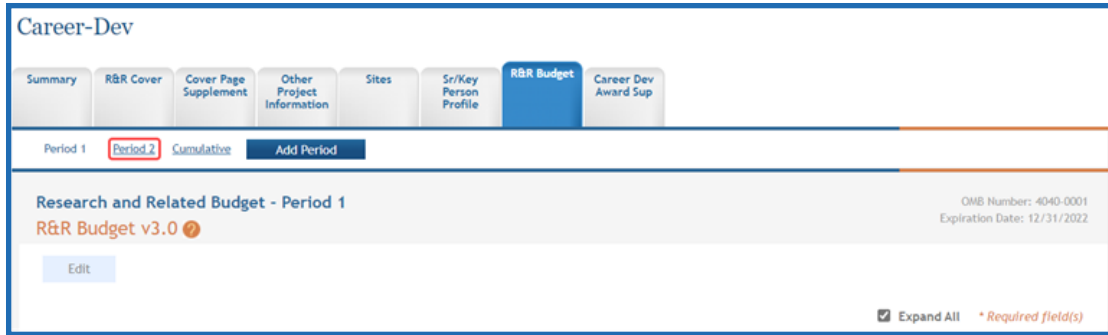 Career-Dev
Summary
R&R Cover
Cover Page
Supplement
Other
Project
Information
Sites
Sr/Key
Person
Profile
R&R Budget
Career Dev
Award Sup
Period 1 Period 2 Cumulative Add Period
Research and Related Budget - Period 1
R&R Budget v3.0 ?
OMB Number: 4040-0001
Expiration Date: 12/31/2022
Edit
Expand All * Required field(s)